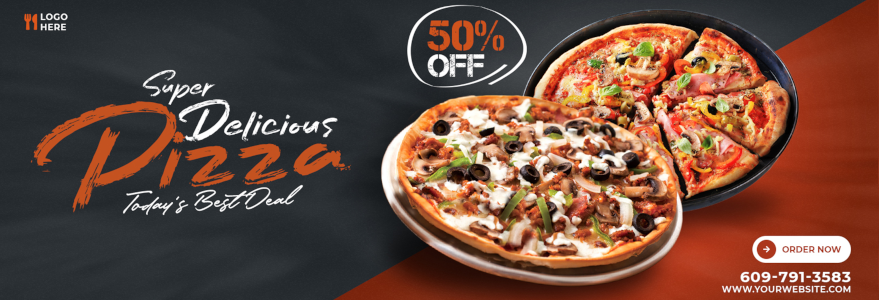 LOGO
HERE
50%
OFF
Super
Delicious
Pizza
Today's Best Deal
ORDER NOW
609-791-3583
WWW.YOURWEBSITE.COM